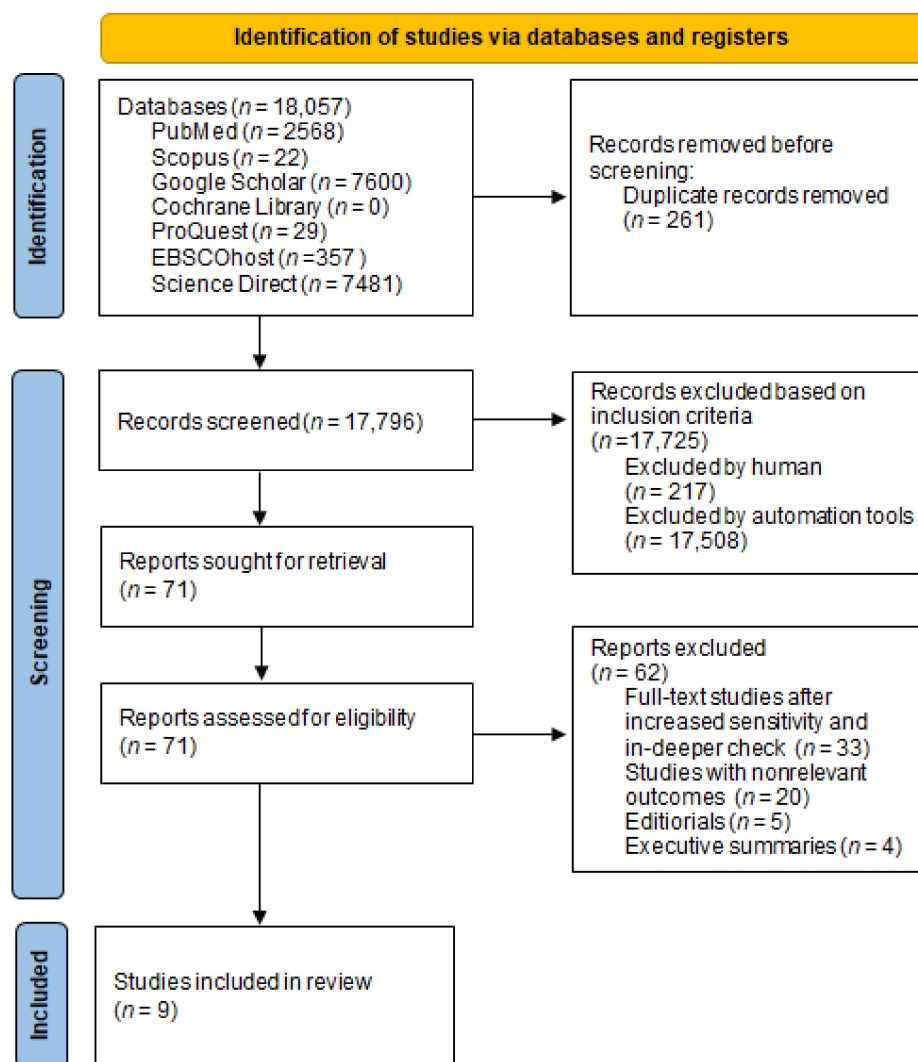 Identification of studies via databases and registers
Identification
Databases (n = 18,057)
PubMed (n = 2568)
Scopus (n = 22)
Google Scholar (n = 7600)
Cochrane Library (n = 0)
ProQuest (n = 29)
EBSCOhost (n =357 )
Science Direct (n = 7481)
Records removed before
screening:
Duplicate records removed
(n = 261)
Screening
Records screened (n = 17,796)
Records excluded based on
inclusion criteria
(n =17,725)
Excluded by human
(n = 217)
Excluded by automation tools
(n = 17,508)
Reports sought for retrieval
(n = 71)
Reports assessed for eligibility
(n = 71)
Reports excluded
(n = 62)
Full-text studies after
increased sensitivity and
in-deeper check (n = 33)
Studies with nonrelevant
outcomes (n = 20)
Editiorials (n = 5)
Executive summaries (n = 4)
Included
Studies included in review
(n = 9)